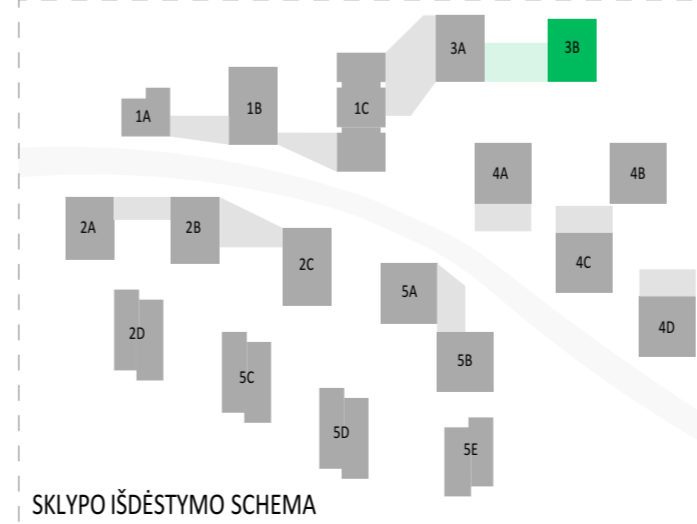 3A
3B
1A
1B
1C
4A
4B
2A
2B
2C
4C
5A
4D
2D
5B
5C
5D
5E
SKLYPO IŠDĖSTYMO SCHEMA